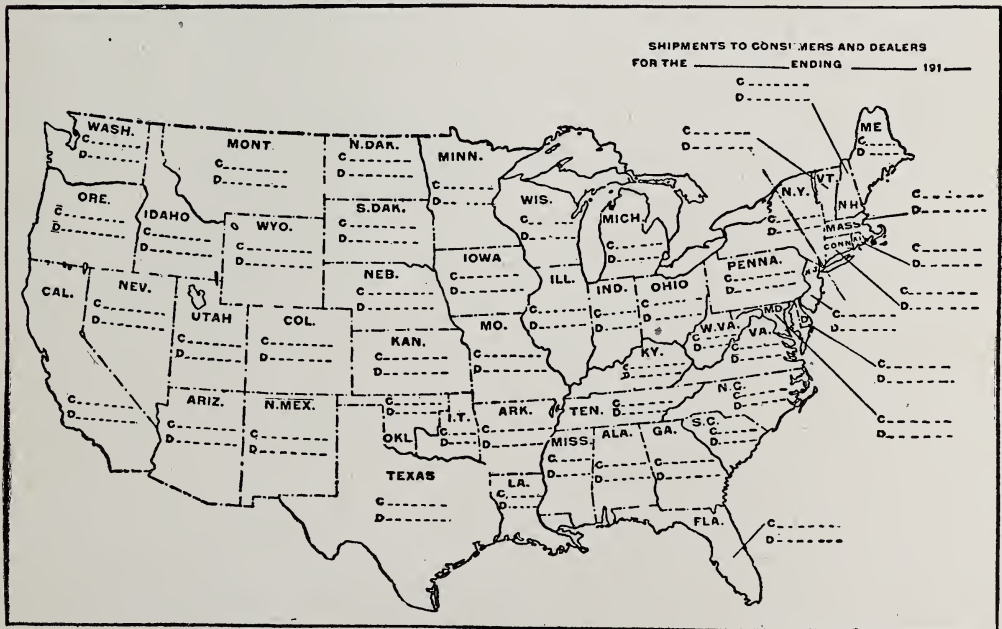 SHIPMENTS TO CONSUMERS AND DEALERS
FOR THE ENDING 191
C
D
C
D
WASH.
C
D
MONT
C
D
N.DAK.
C
D
MINN.
C
D
ME
C
D
ORE.
C
D
IDAHO
C
D
WYO.
C
D
S.DAK.
C
D
WIS.
C
D
MICH.
C
D
N.Y.
C
D
VT.
NH
MASS
CONN
C
D
C
D
C
D
CAL.
C
D
NEV.
C
D
UTAH
C
D
COL.
C
D
NEB.
C
D
IOWA
C
D
ILL.
C
D
IND.
C
D
OHIO
C
D
PENNA.
C
D
N.J.
C
D
KAN.
C
D
MO.
C
D
KY.
C
D
W.VA.
C
D
MD
VA.
C
D
D
C
D
C
D
ARIZ.
C
D
N.MEX.
C
D
OKL
C
D
I.T.
C
D
ARK.
C
D
TEN.
C
D
N.C.
C
D
S.C.
C
D
TEXAS
C
D
LA.
C
D
MISS.
C
D
ALA.
C
D
GA.
C
D
FLA.
C
D